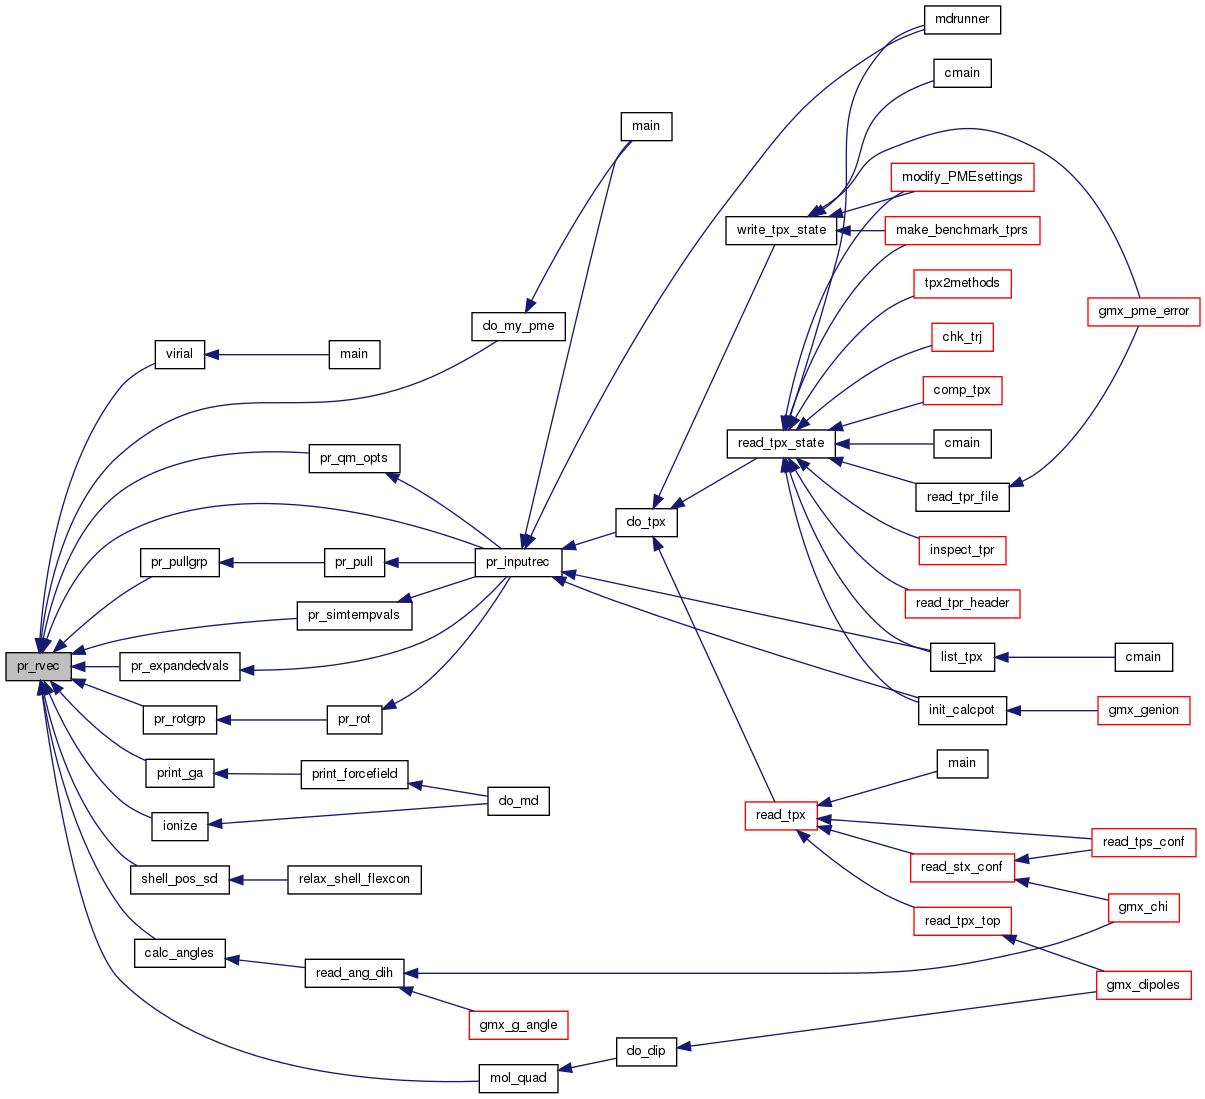 mdrunner
cmain
main
modify_PMEsettings
write_tpx_state
make_benchmark_tprs
tpx2methods
gmx_pme_error
do_my_pme
chk_trj
virial
main
comp_tpx
read_tpx_state
cmain
pr_qm_opts
read_tpr_file
do_tpx
inspect_tpr
pr_pullgrp
pr_pull
pr_inputrec
read_tpr_header
pr_simtempvals
list_tpx
cmain
pr_rvec
pr_expandedvals
init_calcpot
gmx_genion
pr_rotgrp
pr_rot
main
print_ga
print_forcefield
do_md
read_tpx
ionize
read_tps_conf
read_stx_conf
shell_pos_sd
relax_shell_flexcon
gmx_chi
read_tpx_top
calc_angles
read_ang_dih
gmx_dipoles
gmx_g_angle
do_dip
mol_quad